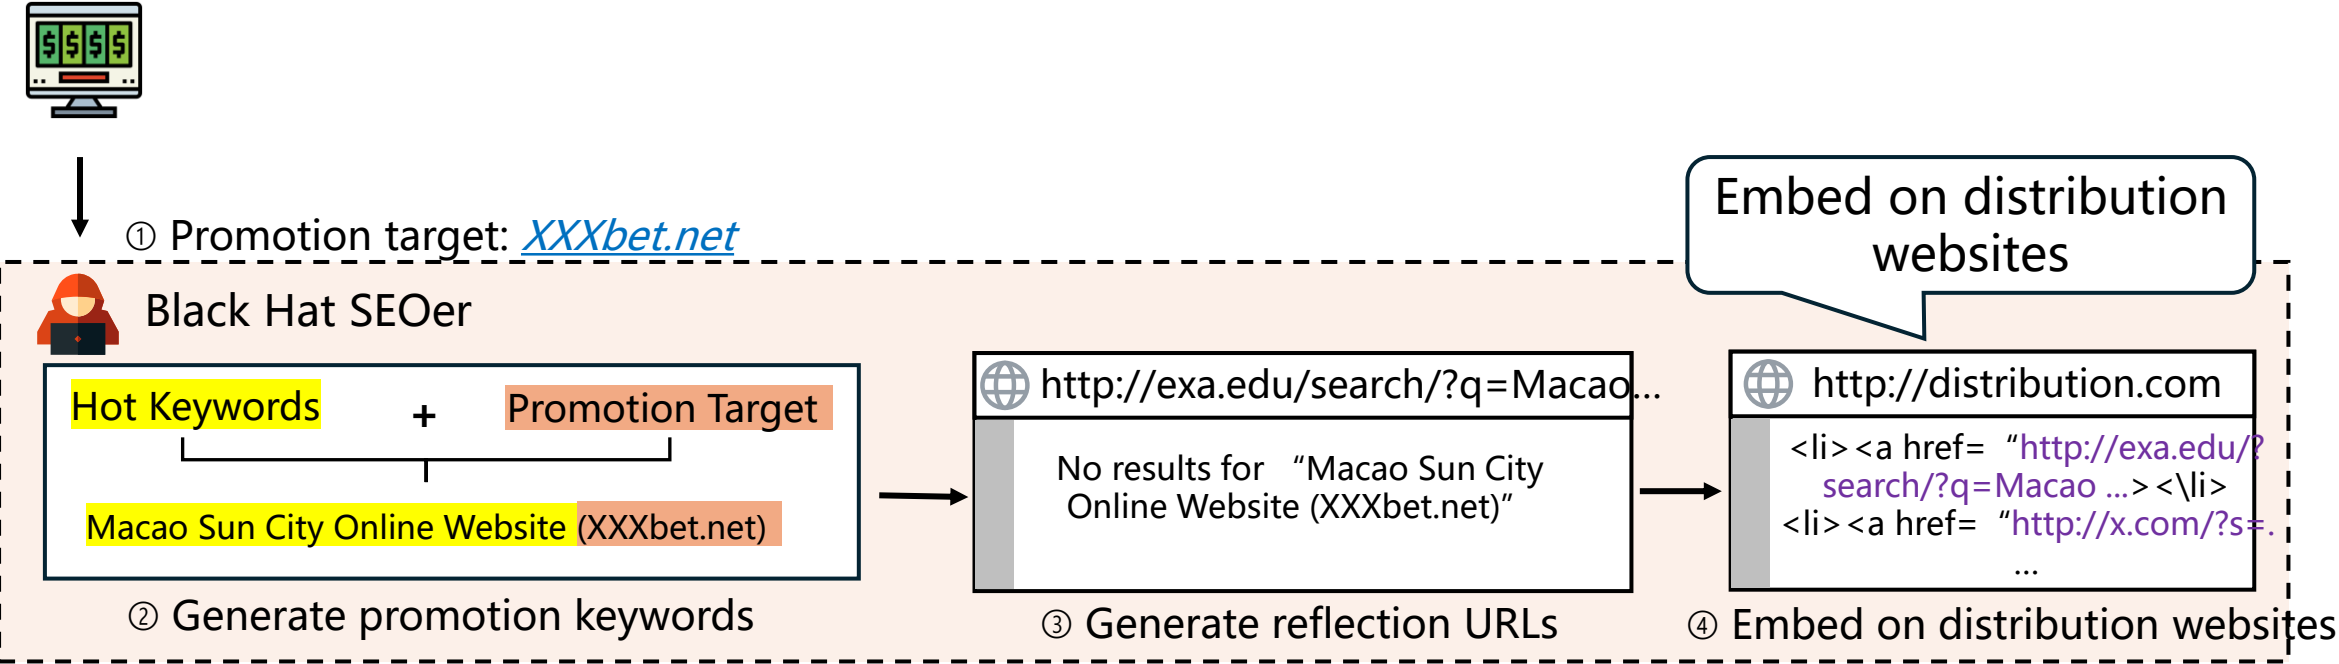 $ $ $ $
① Promotion target: XXXbet.net
Embed on distribution
websites
Black Hat SEOer
Hot Keywords + Promotion Target
Macao Sun City Online Website (XXXbet.net)
② Generate promotion keywords
http://exa.edu/search/?q=Macao...
No results for “Macao Sun City
Online Website (XXXbet.net)”
③ Generate reflection URLs
http://distribution.com
<li><a href= “http://exa.edu/?
search/?q=Macao ...><\li>
<li><a href= “http://x.com/?s=.
...
④ Embed on distribution websites